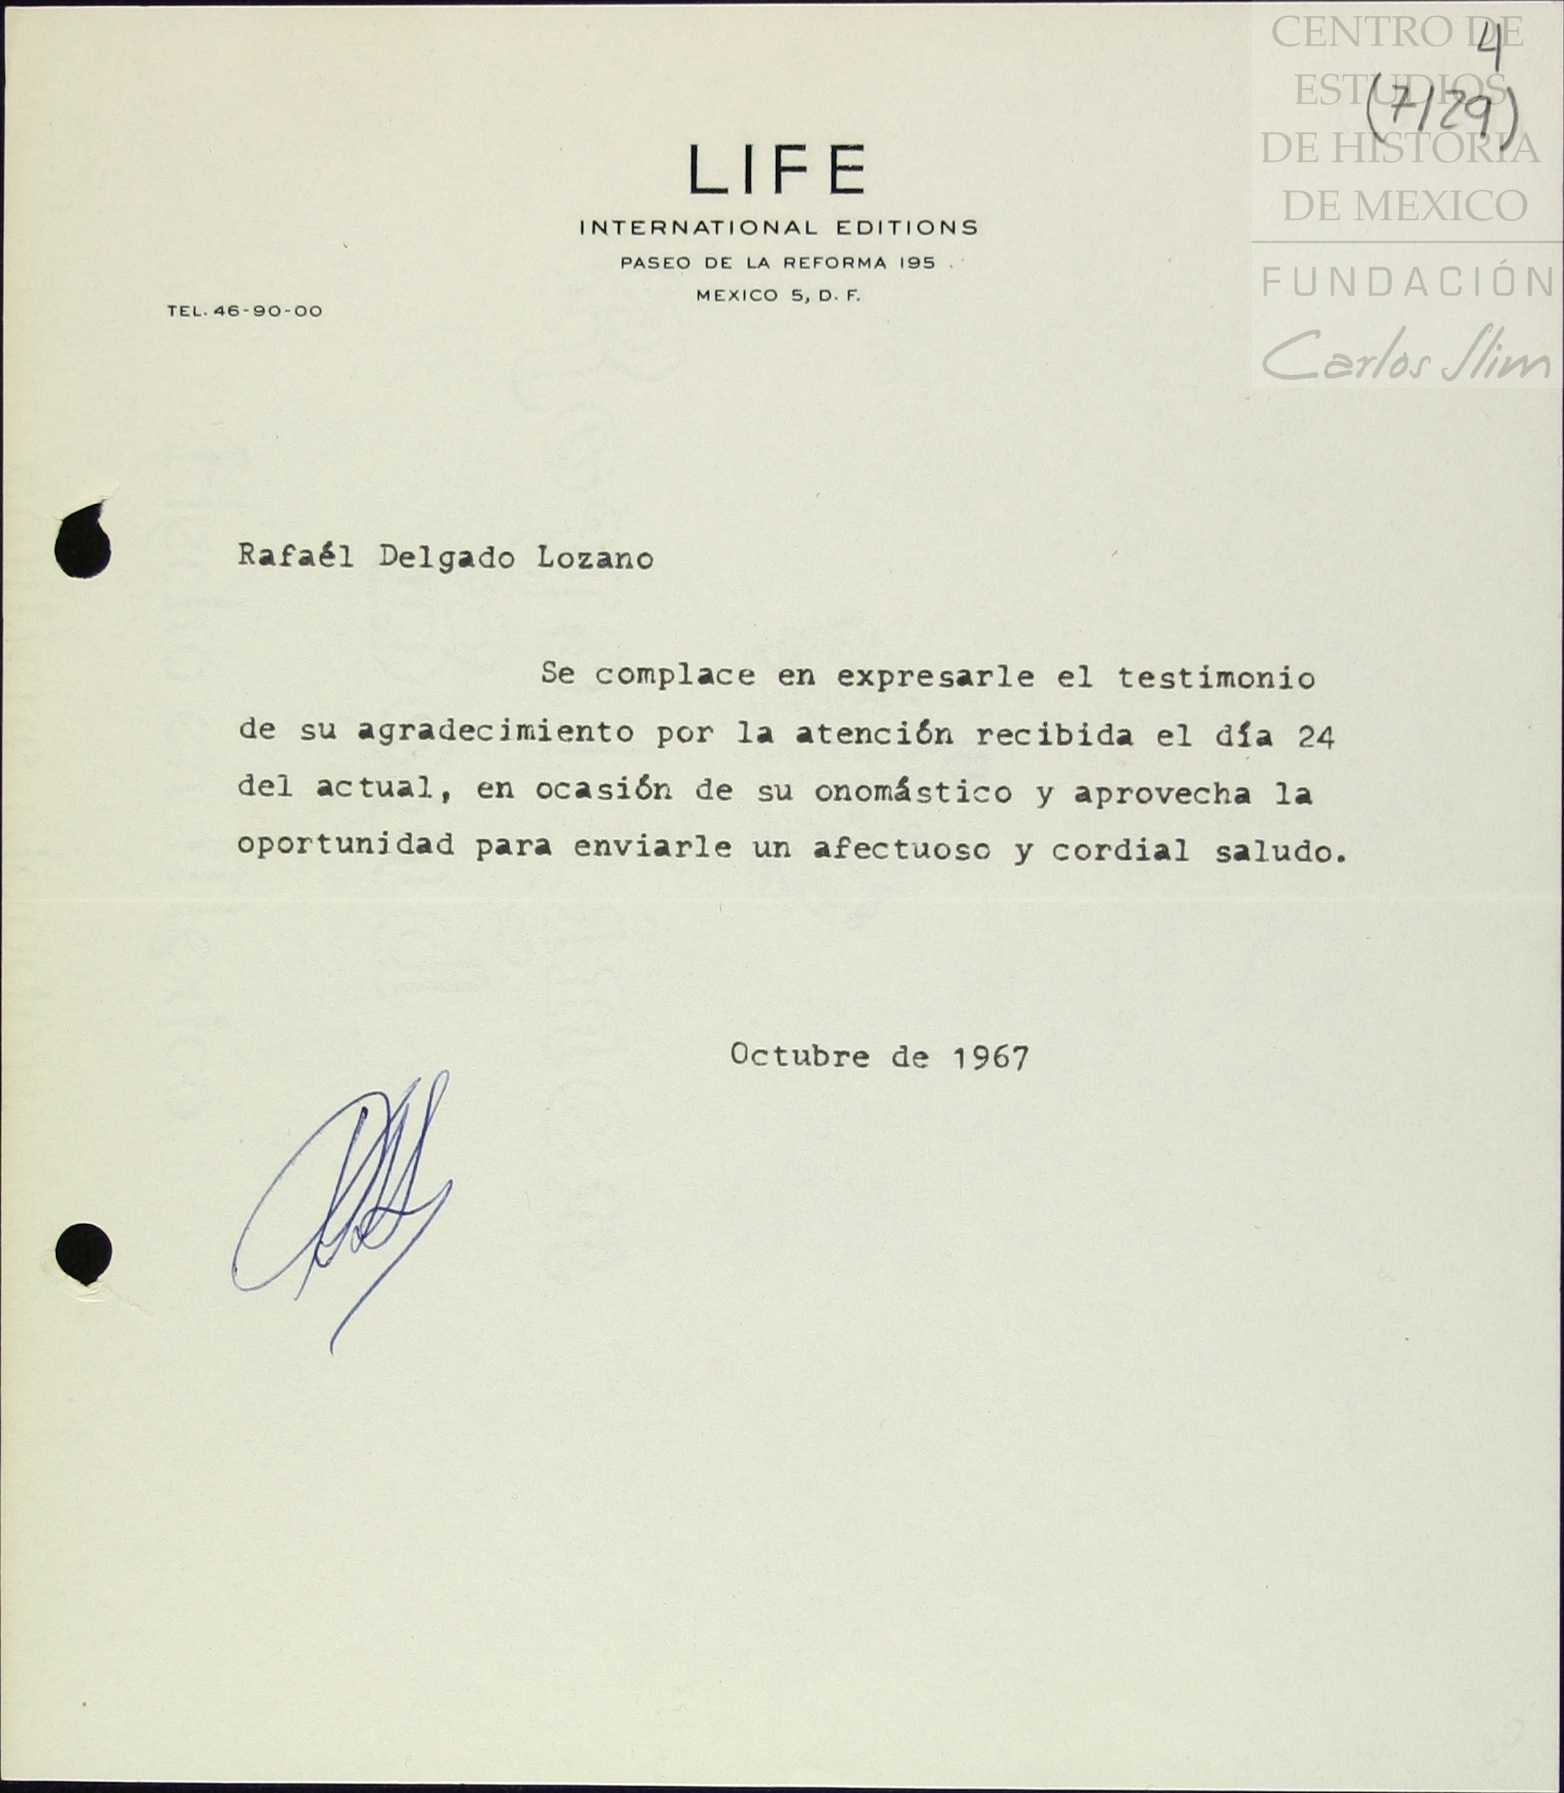 CENTRO DE
ESTUDIOS
DE HISTORIA
DE MEXICO
FUNDACIÓN
Carlos Slim
4
(7/29)
LIFE
INTERNATIONAL EDITIONS
PASEO DE LA REFORMA 195
MEXICO 5, D. F.
TEL. 46-90-00
Rafaél Delgado Lozano
Se complace en expresarle el testimonio
de su agradecimiento por la atención recibida el día 24
del actual, en ocasión de su onomástico y aprovecha la
oportunidad para enviarle un afectuoso y cordial saludo.
Octubre de 1967